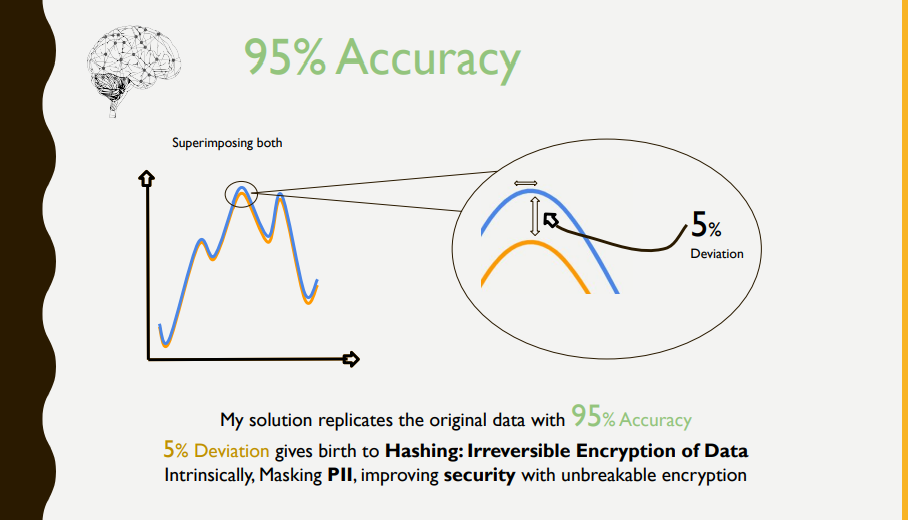 95% Accuracy
Superimposing both
5%
Deviation
My solution replicates the original data with 95% Accuracy
5% Deviation gives birth to Hashing: Irreversible Encryption of Data
Intrinsically, Masking PII, improving security with unbreakable encryption